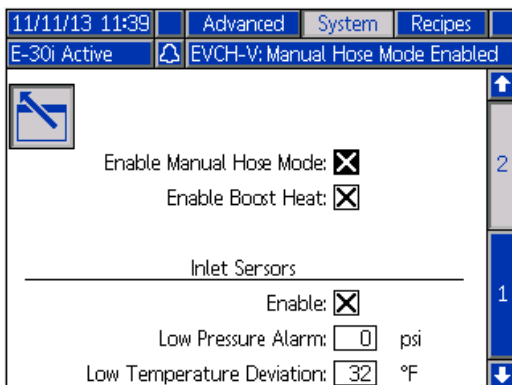 11/11/13 11:39 Advanced System Recipes
E-30i Active EVCH-V: Manual Hose Mode Enabled
Enable Manual Hose Mode:
2
Enable Boost Heat:
Inlet Sensors
Enable:
1
Low Pressure Alarm: 0 psi
Low Temperature Deviation: 32 °F